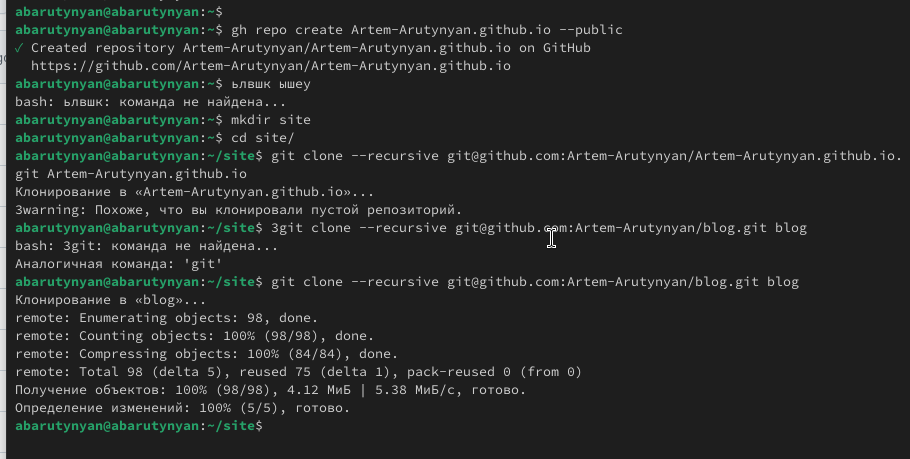 abarutynyan@abarutynyan:~$
abarutynyan@abarutynyan:~$ gh repo create Artem-Arutynyan.github.io --public
✓ Created repository Artem-Arutynyan/Artem-Arutynyan.github.io on GitHub
https://github.com/Artem-Arutynyan/Artem-Arutynyan.github.io
abarutynyan@abarutynyan:~$ ьлвшк ышеу
bash: ьлвшк: команда не найдена...
abarutynyan@abarutynyan:~$ mkdir site
abarutynyan@abarutynyan:~$ cd site/
abarutynyan@abarutynyan:~/site$ git clone --recursive git@github.com:Artem-Arutynyan/Artem-Arutynyan.github.io.
git Artem-Arutynyan.github.io
Клонирование в «Artem-Arutynyan.github.io»...
3warning: Похоже, что вы клонировали пустой репозиторий.
abarutynyan@abarutynyan:~/site$ 3git clone --recursive git@github.com:Artem-Arutynyan/blog.git blog
bash: 3git: команда не найдена...
Аналогичная команда: 'git'
abarutynyan@abarutynyan:~/site$ git clone --recursive git@github.com:Artem-Arutynyan/blog.git blog
Клонирование в «blog»...
remote: Enumerating objects: 98, done.
remote: Counting objects: 100% (98/98), done.
remote: Compressing objects: 100% (84/84), done.
remote: Total 98 (delta 5), reused 75 (delta 1), pack-reused 0 (from 0)
Получение объектов: 100% (98/98), 4.12 МиБ | 5.38 МиБ/с, готово.
Определение изменений: 100% (5/5), готово.
abarutynyan@abarutynyan:~/site$